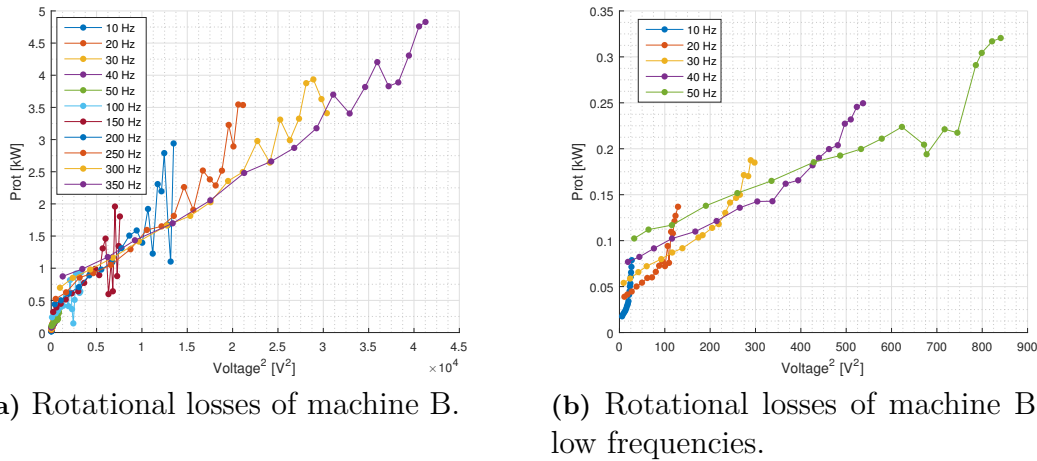 5
4.5
4
3.5
3
2.5
2
1.5
1
0.5
0
Prot [kW]
10 Hz
20 Hz
30 Hz
40 Hz
50 Hz
100 Hz
150 Hz
200 Hz
250 Hz
300 Hz
350 Hz
0 0.5 1 1.5 2 2.5 3 3.5 4 4.5
Voltage² [V²]
×10⁴
0.35
0.3
0.25
0.2
0.15
0.1
0.05
0
Prot [kW]
10 Hz
20 Hz
30 Hz
40 Hz
50 Hz
0 100 200 300 400 500 600 700 800 900
Voltage² [V²]
) Rotational losses of machine B.
(b) Rotational losses of machine B
low frequencies.